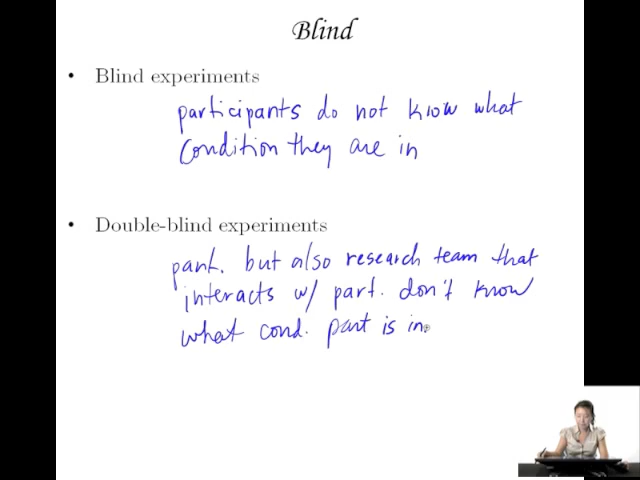 Blind
• Blind experiments
participants do not know what
condition they are in
• Double-blind experiments
part. but also research team that
interacts w/ part. don't know
what cond. part is in